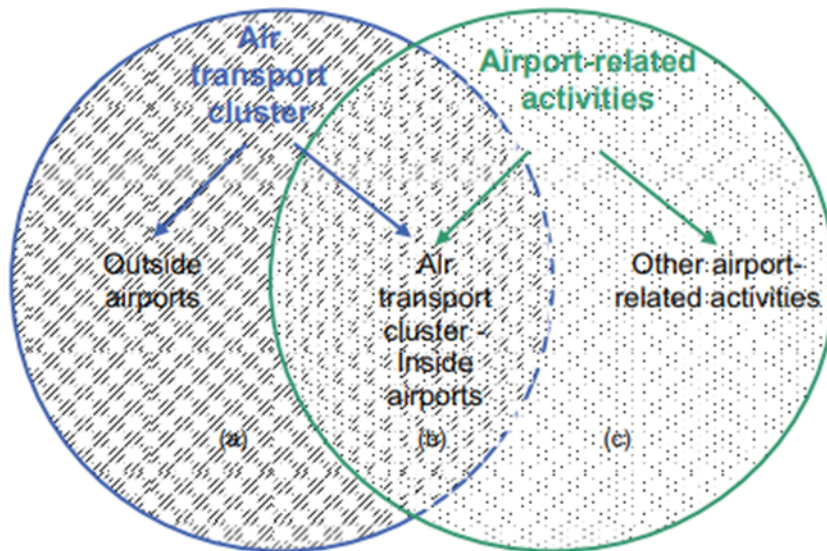 Air
transport
cluster
Airport-related
activities
Outside
airports
Air
transport
cluster -
Inside
airports
Other airport-
related activities
(a)
(b)
(c)